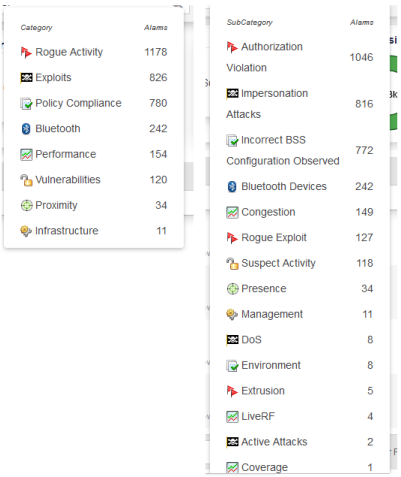 Category Alarms
Rogue Activity 1178
Exploits 826
Policy Compliance 780
Bluetooth 242
Performance 154
Vulnerabilities 120
Proximity 34
Infrastructure 11
SubCategory Alarms
Authorization
Violation 1046
Impersonation
Attacks 816
Incorrect BSS
Configuration Observed 772
Bluetooth Devices 242
Congestion 149
Rogue Exploit 127
Suspect Activity 118
Presence 34
Management 11
DoS 8
Environment 8
Extrusion 5
LiveRF 4
Active Attacks 2
Coverage 1